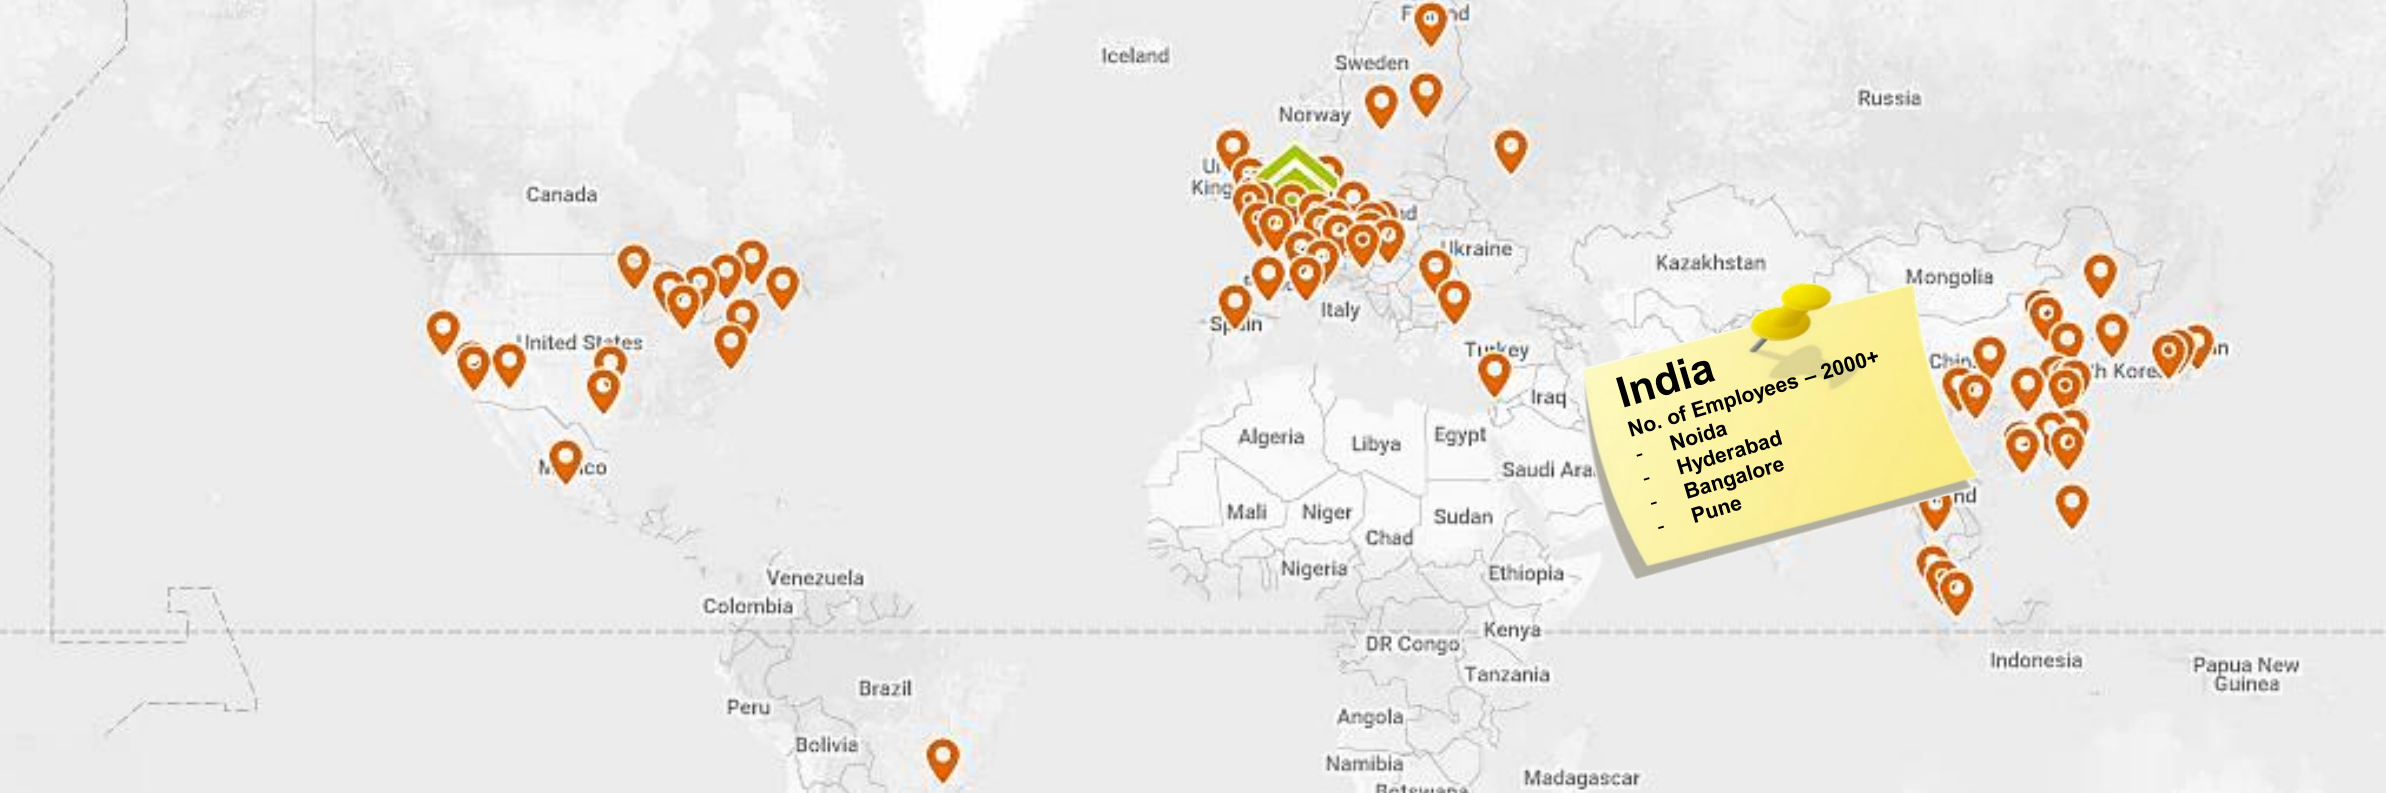 Iceland
Sweden
Norway
Russia
Canada
Ukraine
Kazakhstan
Mongolia
Italy
United States
Turkey
Iraq
Algeria
Libya
Egypt
Saudi Ara
Mali
Niger
Chad
Sudan
Nigeria
Ethiopia
Venezuela
Colombia
DR Congo
Kenya
Tanzania
Brazil
Peru
Bolivia
Angola
Namibia
Botswana
Madagascar
Indonesia
Papua New
Guinea
India
No. of Employees – 2000+
- Noida
- Hyderabad
- Bangalore
- Pune